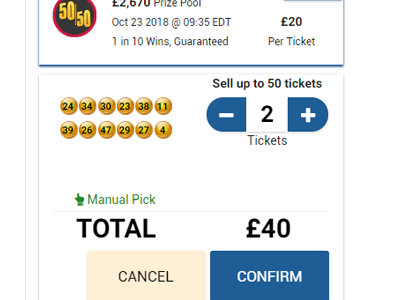 £2,670 Prize Pool
50/50
Oct 23 2018 @ 09:35 EDT
£20
1 in 10 Wins, Guaranteed
Per Ticket
Sell up to 50 tickets
24 34 30 23 38 11
39 26 47 29 27 4
− 2 +
Tickets
Manual Pick
TOTAL £40
CANCEL CONFIRM